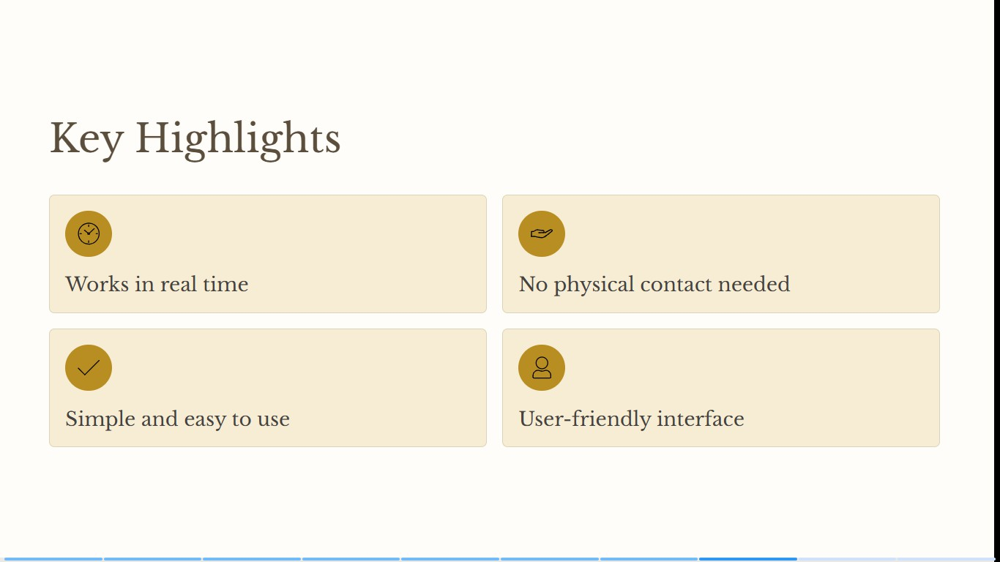 Key Highlights
Works in real time
No physical contact needed
Simple and easy to use
User-friendly interface